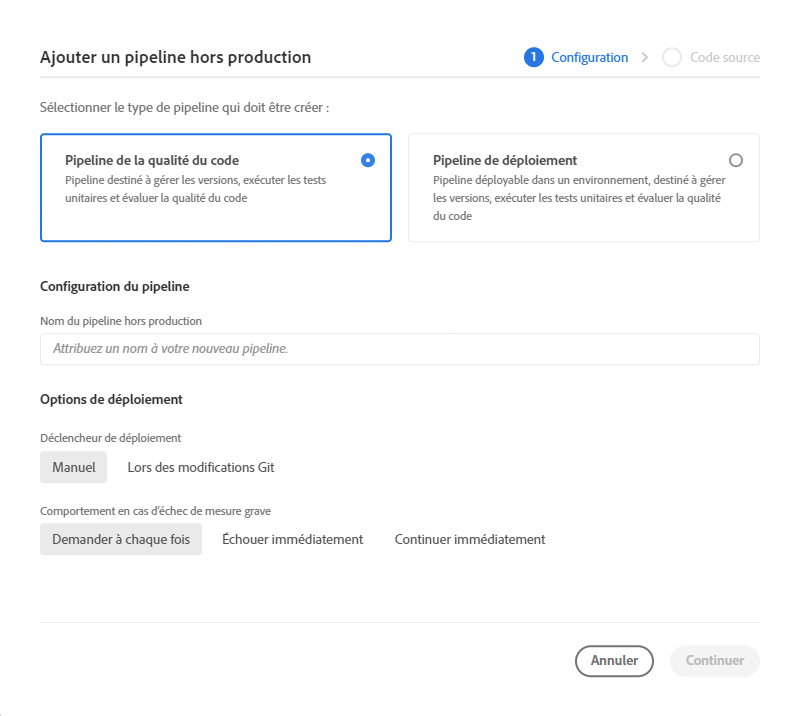 Ajouter un pipeline hors production
1 Configuration > Code source
Sélectionner le type de pipeline qui doit être créer :
Pipeline de la qualité du code
Pipeline destiné à gérer les versions, exécuter les tests
unitaires et évaluer la qualité du code
Pipeline de déploiement
Pipeline déployable dans un environnement, destiné à gérer
les versions, exécuter les tests unitaires et évaluer la qualité
du code
Configuration du pipeline
Nom du pipeline hors production
Attribuez un nom à votre nouveau pipeline.
Options de déploiement
Déclencheur de déploiement
Manuel Lors des modifications Git
Comportement en cas d'échec de mesure grave
Demander à chaque fois Échouer immédiatement Continuer immédiatement
Annuler Continuer